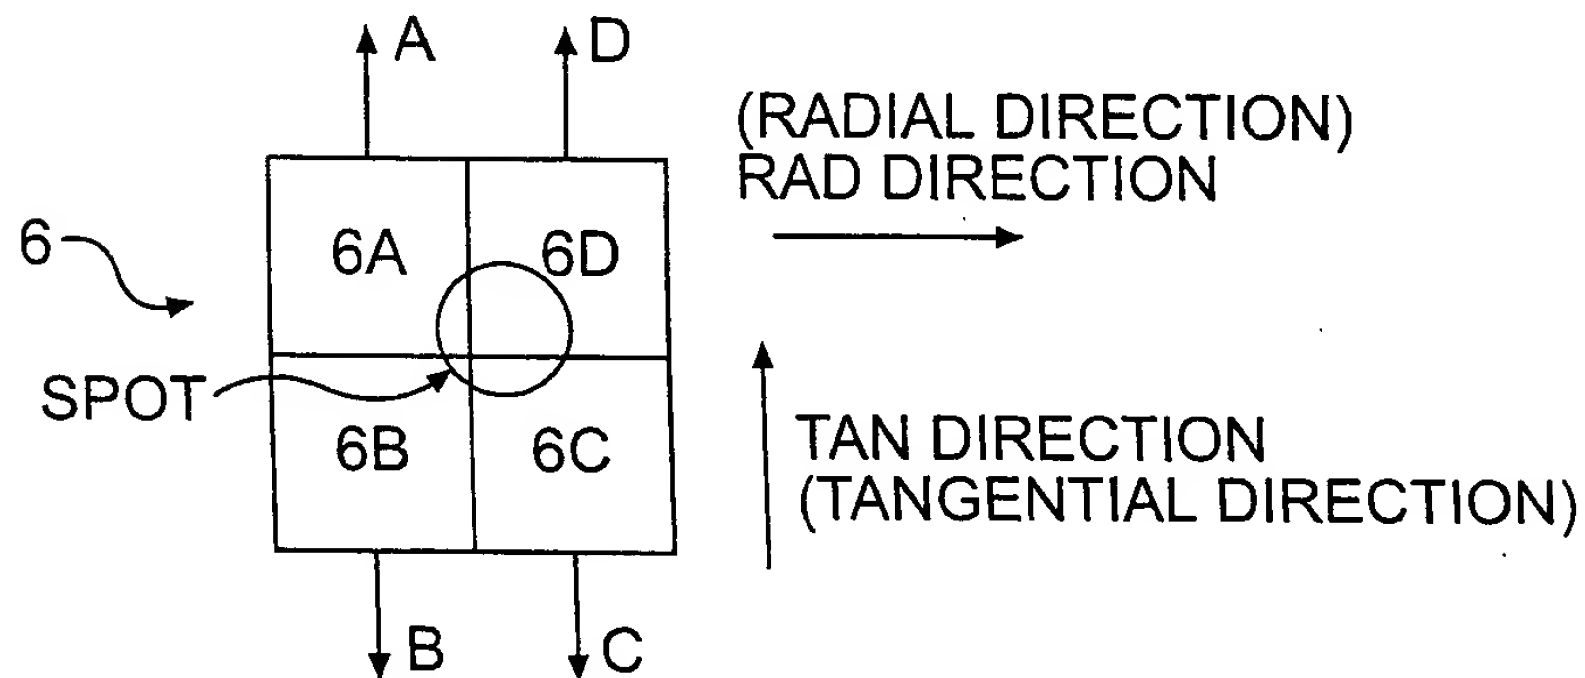 A D
(RADIAL DIRECTION)
RAD DIRECTION
6
6A 6D
SPOT
6B 6C
TAN DIRECTION
(TANGENTIAL DIRECTION)
B C